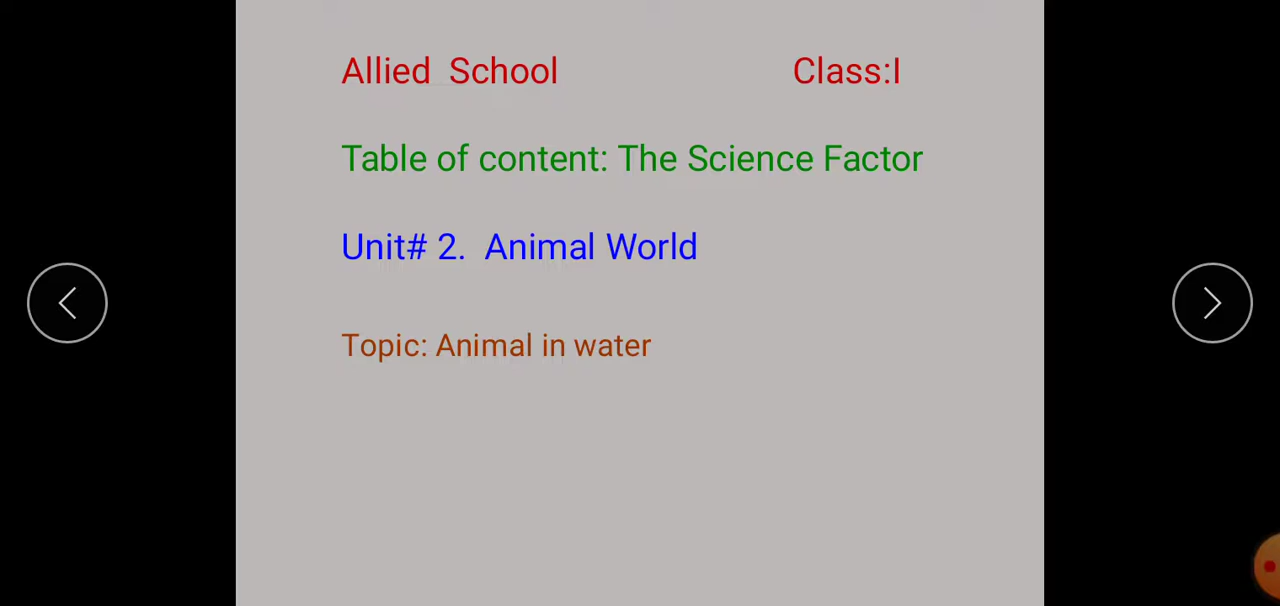 Allied School Class:I
Table of content: The Science Factor
Unit# 2. Animal World
Topic: Animal in water